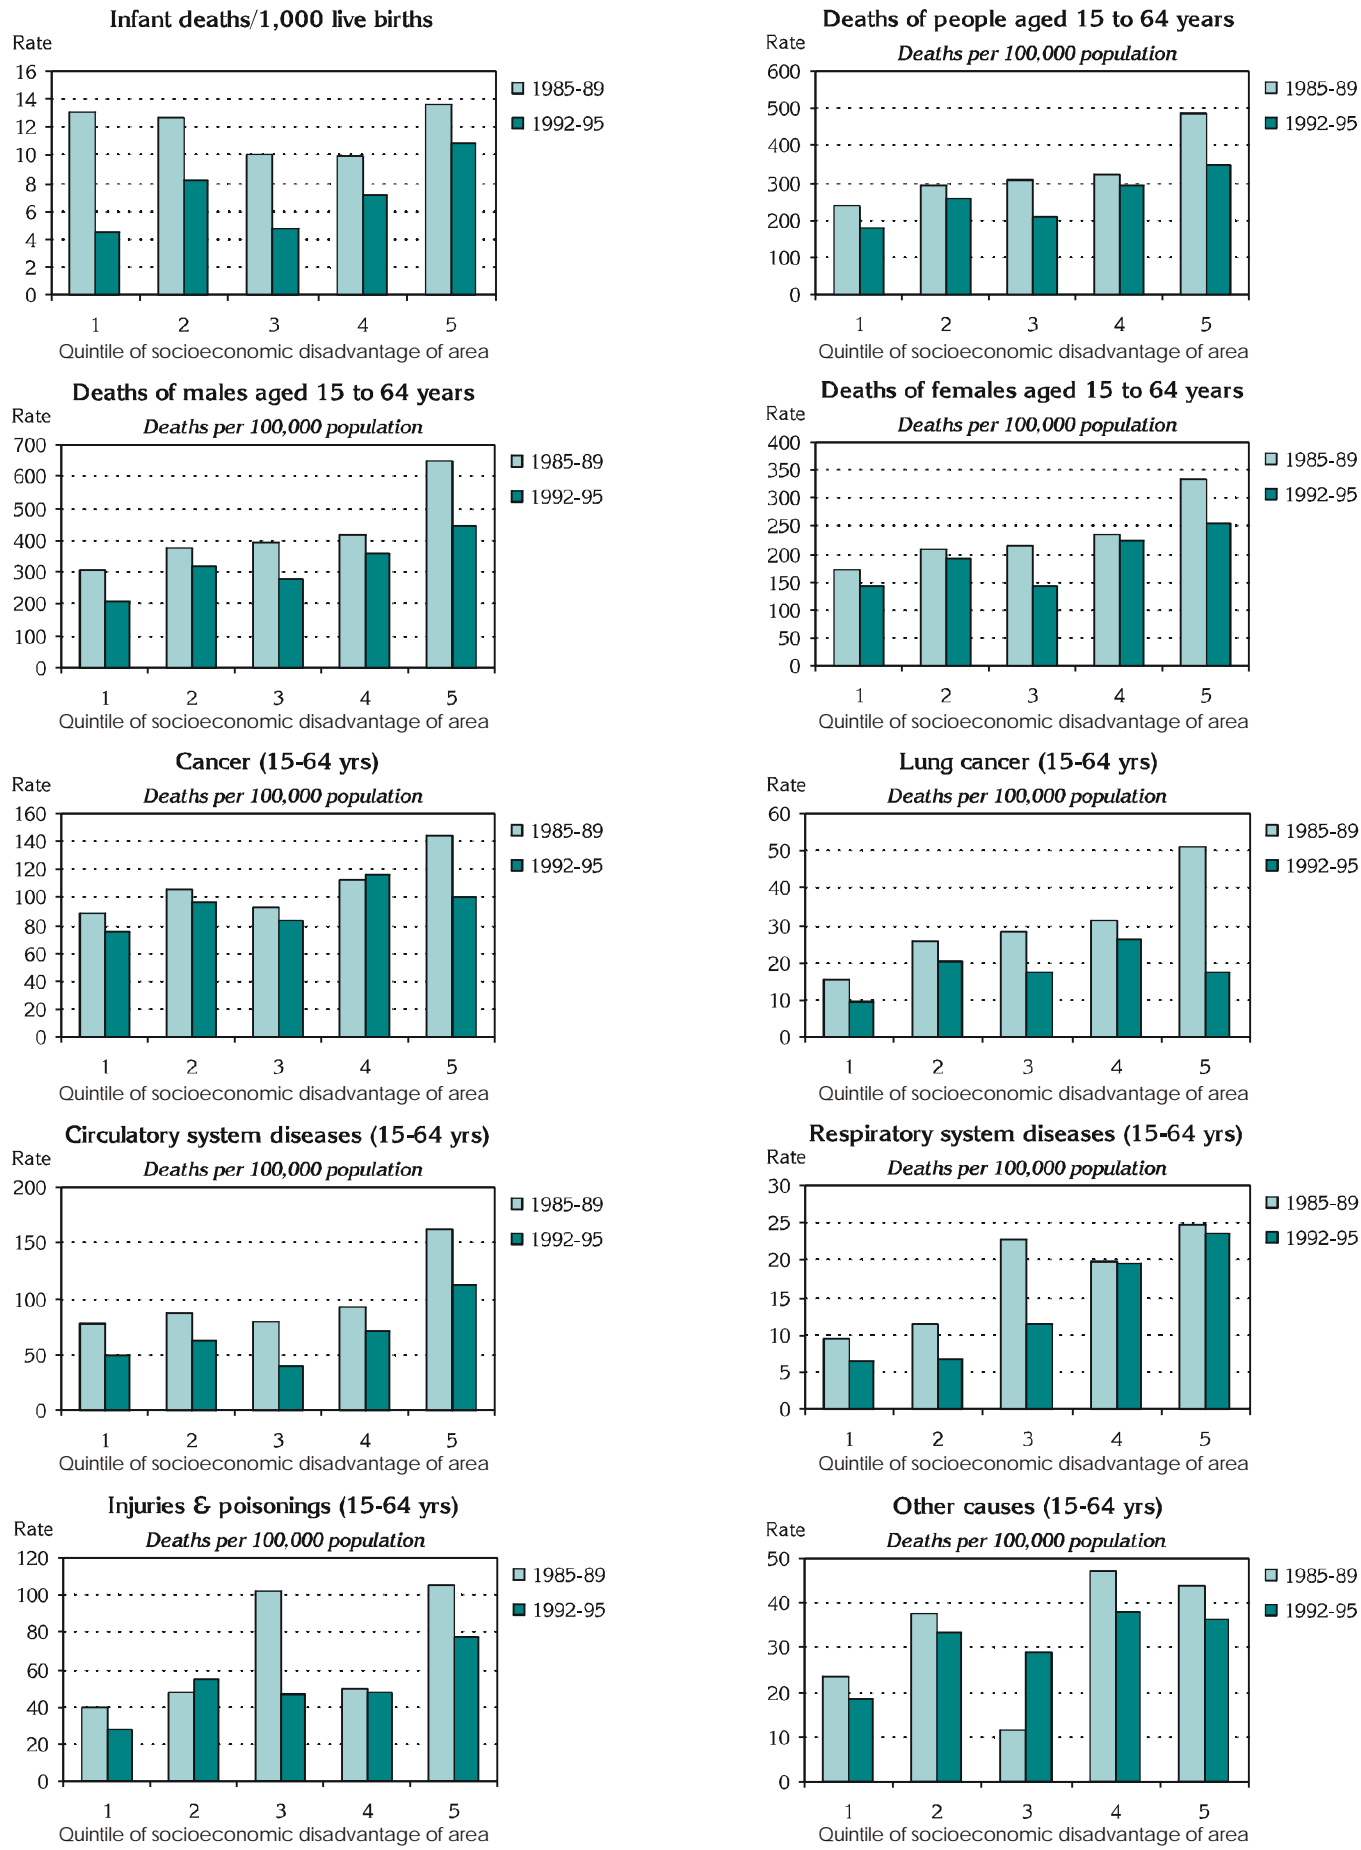 Infant deaths/1,000 live births
Rate
16
14
12
10
8
6
4
2
0
1 2 3 4 5
Quintile of socioeconomic disadvantage of area
1985-89
1992-95
Deaths of people aged 15 to 64 years
Rate
Deaths per 100,000 population
600
500
400
300
200
100
0
1 2 3 4 5
Quintile of socioeconomic disadvantage of area
1985-89
1992-95
Deaths of males aged 15 to 64 years
Rate
Deaths per 100,000 population
700
600
500
400
300
200
100
0
1 2 3 4 5
Quintile of socioeconomic disadvantage of area
1985-89
1992-95
Deaths of females aged 15 to 64 years
Rate
Deaths per 100,000 population
400
350
300
250
200
150
100
50
0
1 2 3 4 5
Quintile of socioeconomic disadvantage of area
1985-89
1992-95
Cancer (15-64 yrs)
Rate
Deaths per 100,000 population
160
140
120
100
80
60
40
20
0
1 2 3 4 5
Quintile of socioeconomic disadvantage of area
1985-89
1992-95
Lung cancer (15-64 yrs)
Rate
Deaths per 100,000 population
60
50
40
30
20
10
0
1 2 3 4 5
Quintile of socioeconomic disadvantage of area
1985-89
1992-95
Circulatory system diseases (15-64 yrs)
Rate
Deaths per 100,000 population
200
150
100
50
0
1 2 3 4 5
Quintile of socioeconomic disadvantage of area
1985-89
1992-95
Respiratory system diseases (15-64 yrs)
Rate
Deaths per 100,000 population
30
25
20
15
10
5
0
1 2 3 4 5
Quintile of socioeconomic disadvantage of area
1985-89
1992-95
Injuries & poisonings (15-64 yrs)
Rate
Deaths per 100,000 population
120
100
80
60
40
20
0
1 2 3 4 5
Quintile of socioeconomic disadvantage of area
1985-89
1992-95
Other causes (15-64 yrs)
Rate
Deaths per 100,000 population
50
40
30
20
10
0
1 2 3 4 5
Quintile of socioeconomic disadvantage of area
1985-89
1992-95